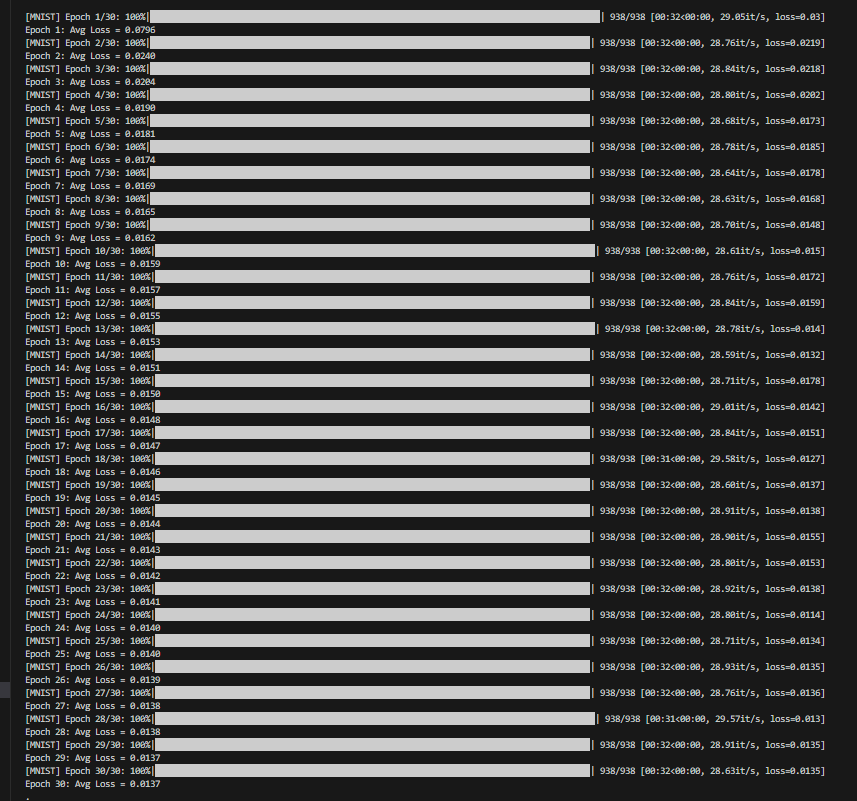 [MNIST] Epoch 1/30: 100%| | 938/938 [00:32<00:00, 29.05it/s, loss=0.03]
Epoch 1: Avg Loss = 0.0796
[MNIST] Epoch 2/30: 100%| | 938/938 [00:32<00:00, 28.76it/s, loss=0.0219]
Epoch 2: Avg Loss = 0.0240
[MNIST] Epoch 3/30: 100%| | 938/938 [00:32<00:00, 28.84it/s, loss=0.0218]
Epoch 3: Avg Loss = 0.0204
[MNIST] Epoch 4/30: 100%| | 938/938 [00:32<00:00, 28.80it/s, loss=0.0202]
Epoch 4: Avg Loss = 0.0190
[MNIST] Epoch 5/30: 100%| | 938/938 [00:32<00:00, 28.68it/s, loss=0.0173]
Epoch 5: Avg Loss = 0.0181
[MNIST] Epoch 6/30: 100%| | 938/938 [00:32<00:00, 28.78it/s, loss=0.0185]
Epoch 6: Avg Loss = 0.0174
[MNIST] Epoch 7/30: 100%| | 938/938 [00:32<00:00, 28.64it/s, loss=0.0178]
Epoch 7: Avg Loss = 0.0169
[MNIST] Epoch 8/30: 100%| | 938/938 [00:32<00:00, 28.63it/s, loss=0.0168]
Epoch 8: Avg Loss = 0.0165
[MNIST] Epoch 9/30: 100%| | 938/938 [00:32<00:00, 28.70it/s, loss=0.0148]
Epoch 9: Avg Loss = 0.0162
[MNIST] Epoch 10/30: 100%| | 938/938 [00:32<00:00, 28.61it/s, loss=0.015]
Epoch 10: Avg Loss = 0.0159
[MNIST] Epoch 11/30: 100%| | 938/938 [00:32<00:00, 28.76it/s, loss=0.0172]
Epoch 11: Avg Loss = 0.0157
[MNIST] Epoch 12/30: 100%| | 938/938 [00:32<00:00, 28.84it/s, loss=0.0159]
Epoch 12: Avg Loss = 0.0155
[MNIST] Epoch 13/30: 100%| | 938/938 [00:32<00:00, 28.78it/s, loss=0.014]
Epoch 13: Avg Loss = 0.0153
[MNIST] Epoch 14/30: 100%| | 938/938 [00:32<00:00, 28.59it/s, loss=0.0132]
Epoch 14: Avg Loss = 0.0151
[MNIST] Epoch 15/30: 100%| | 938/938 [00:32<00:00, 28.71it/s, loss=0.0178]
Epoch 15: Avg Loss = 0.0150
[MNIST] Epoch 16/30: 100%| | 938/938 [00:32<00:00, 29.01it/s, loss=0.0142]
Epoch 16: Avg Loss = 0.0148
[MNIST] Epoch 17/30: 100%| | 938/938 [00:32<00:00, 28.84it/s, loss=0.0151]
Epoch 17: Avg Loss = 0.0147
[MNIST] Epoch 18/30: 100%| | 938/938 [00:31<00:00, 29.58it/s, loss=0.0127]
Epoch 18: Avg Loss = 0.0146
[MNIST] Epoch 19/30: 100%| | 938/938 [00:32<00:00, 28.60it/s, loss=0.0137]
Epoch 19: Avg Loss = 0.0145
[MNIST] Epoch 20/30: 100%| | 938/938 [00:32<00:00, 28.91it/s, loss=0.0138]
Epoch 20: Avg Loss = 0.0144
[MNIST] Epoch 21/30: 100%| | 938/938 [00:32<00:00, 28.90it/s, loss=0.0155]
Epoch 21: Avg Loss = 0.0143
[MNIST] Epoch 22/30: 100%| | 938/938 [00:32<00:00, 28.80it/s, loss=0.0153]
Epoch 22: Avg Loss = 0.0142
[MNIST] Epoch 23/30: 100%| | 938/938 [00:32<00:00, 28.92it/s, loss=0.0138]
Epoch 23: Avg Loss = 0.0141
[MNIST] Epoch 24/30: 100%| | 938/938 [00:32<00:00, 28.80it/s, loss=0.0114]
Epoch 24: Avg Loss = 0.0140
[MNIST] Epoch 25/30: 100%| | 938/938 [00:32<00:00, 28.71it/s, loss=0.0134]
Epoch 25: Avg Loss = 0.0140
[MNIST] Epoch 26/30: 100%| | 938/938 [00:32<00:00, 28.93it/s, loss=0.0135]
Epoch 26: Avg Loss = 0.0139
[MNIST] Epoch 27/30: 100%| | 938/938 [00:32<00:00, 28.76it/s, loss=0.0136]
Epoch 27: Avg Loss = 0.0138
[MNIST] Epoch 28/30: 100%| | 938/938 [00:31<00:00, 29.57it/s, loss=0.013]
Epoch 28: Avg Loss = 0.0138
[MNIST] Epoch 29/30: 100%| | 938/938 [00:32<00:00, 28.91it/s, loss=0.0135]
Epoch 29: Avg Loss = 0.0137
[MNIST] Epoch 30/30: 100%| | 938/938 [00:32<00:00, 28.63it/s, loss=0.0135]
Epoch 30: Avg Loss = 0.0137